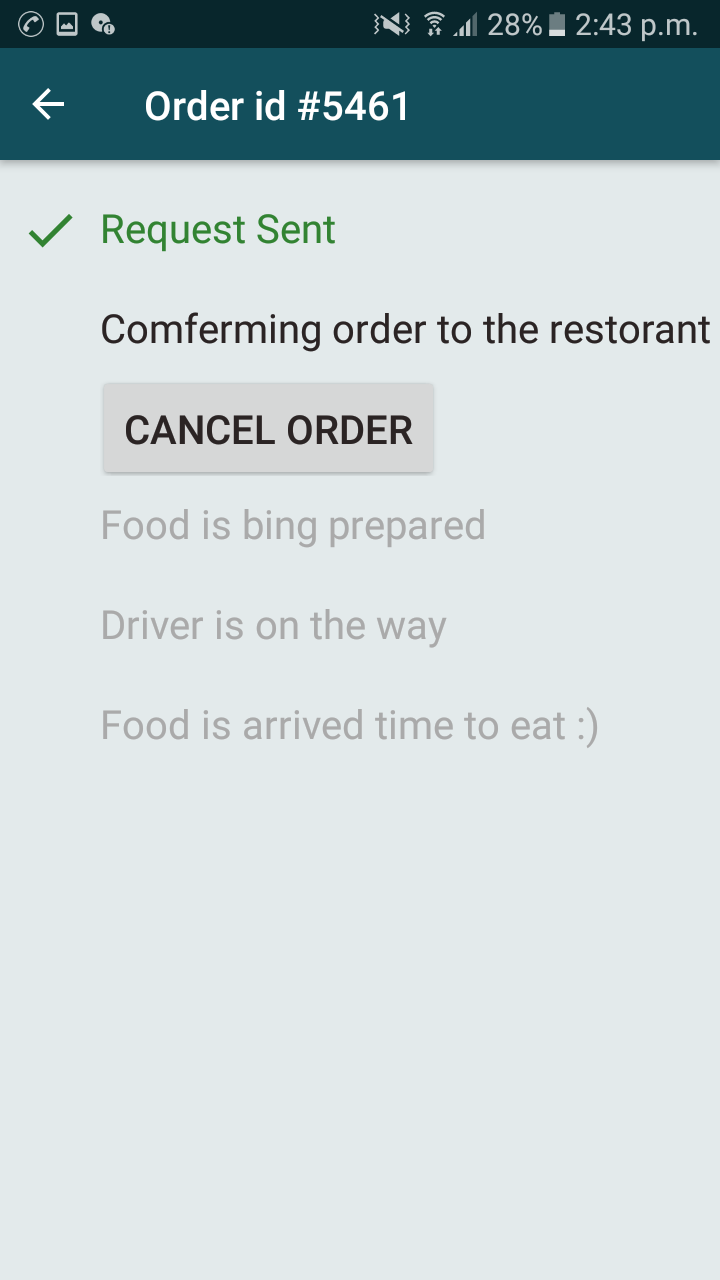 28% 2:43 p.m.
Order id #5461
Request Sent
Comferming order to the restorant
CANCEL ORDER
Food is bing prepared
Driver is on the way
Food is arrived time to eat :)